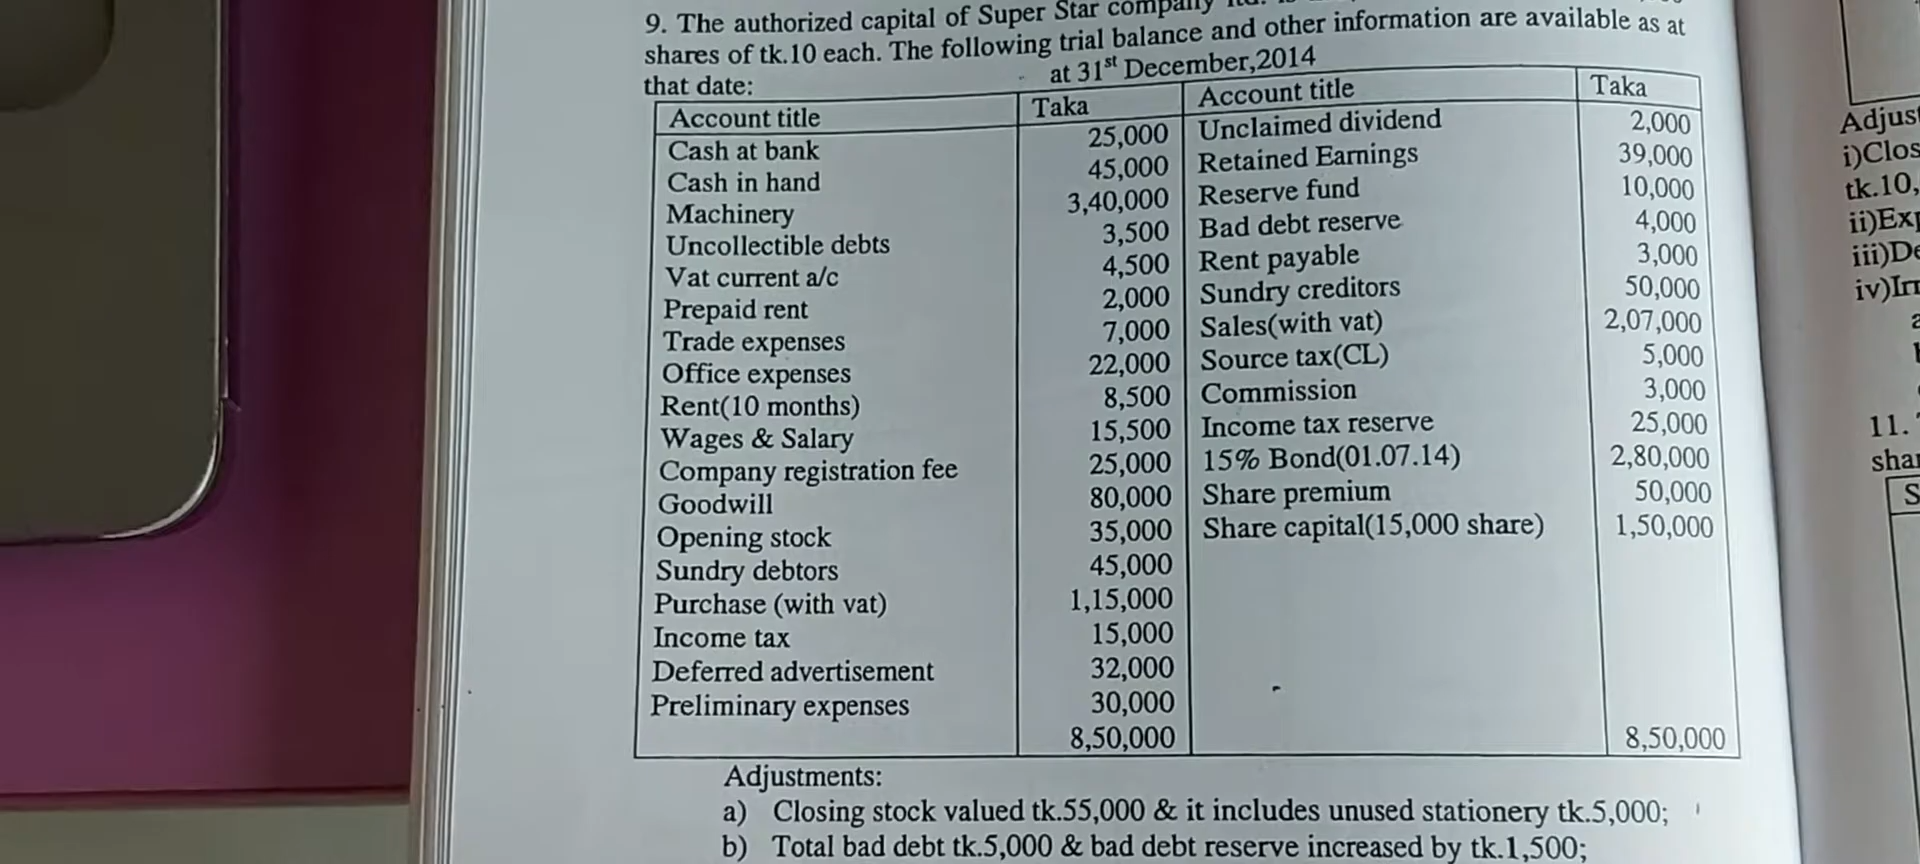 9. The authorized capital of Super Star company
shares of tk.10 each. The following trial balance and other information are available as at
that date:
at 31st December,2014
Account title Taka Account title Taka
Cash at bank 25,000 Unclaimed dividend 2,000
Cash in hand 45,000 Retained Earnings 39,000
Machinery 3,40,000 Reserve fund 10,000
Uncollectible debts 3,500 Bad debt reserve 4,000
Vat current a/c 4,500 Rent payable 3,000
Prepaid rent 2,000 Sundry creditors 50,000
Trade expenses 7,000 Sales(with vat) 2,07,000
Office expenses 22,000 Source tax(CL) 5,000
Rent(10 months) 8,500 Commission 3,000
Wages & Salary 15,500 Income tax reserve 25,000
Company registration fee 25,000 15% Bond(01.07.14) 2,80,000
Goodwill 80,000 Share premium 50,000
Opening stock 35,000 Share capital(15,000 share) 1,50,000
Sundry debtors 45,000
Purchase (with vat) 1,15,000
Income tax 15,000
Deferred advertisement 32,000
Preliminary expenses 30,000
8,50,000 8,50,000
Adjustments:
a) Closing stock valued tk.55,000 & it includes unused stationery tk.5,000;
b) Total bad debt tk.5,000 & bad debt reserve increased by tk.1,500;
i)Clos
tk.10,
11.